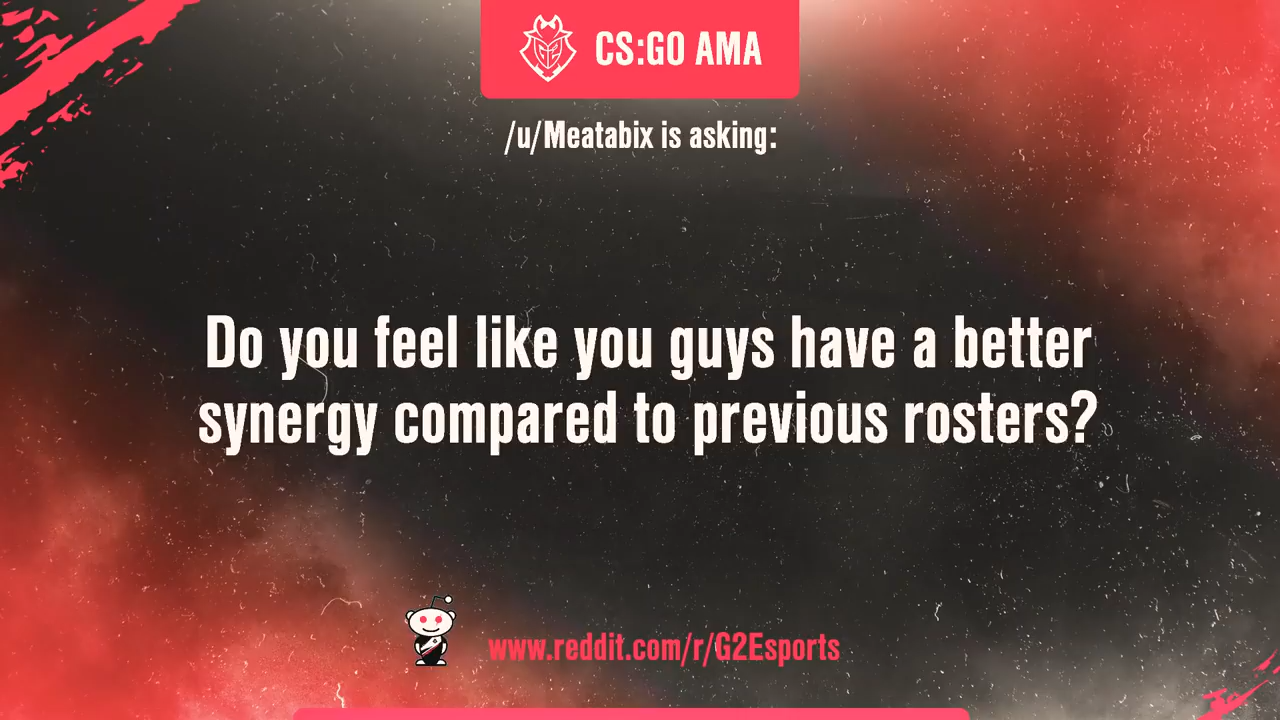 CS:GO AMA
/u/Meatabix is asking:
Do you feel like you guys have a better
synergy compared to previous rosters?
www.reddit.com/r/G2Esports